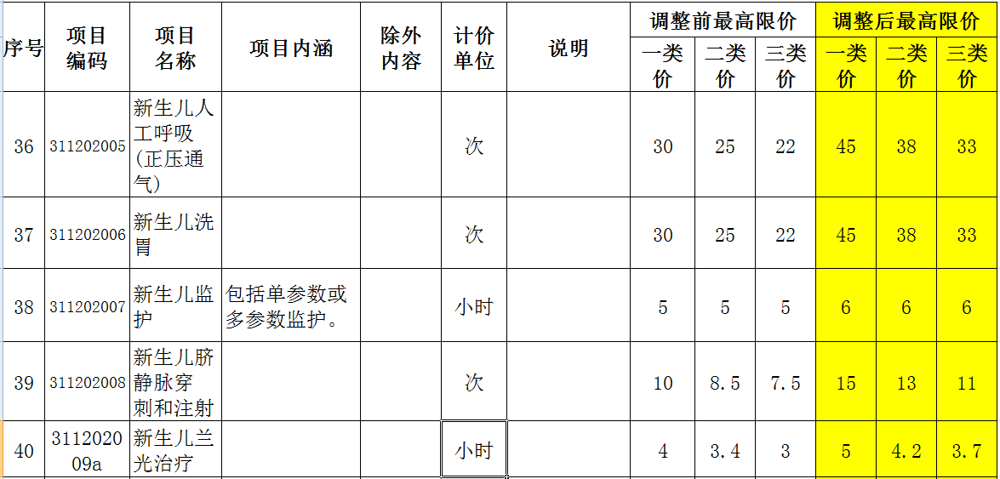 序号 项目编码 项目名称 项目内涵 除外内容 计价单位 说明 调整前最高限价 调整后最高限价
一类价 二类价 三类价 一类价 二类价 三类价
36 311202005 新生儿人工呼吸(正压通气) 次 30 25 22 45 38 33
37 311202006 新生儿洗胃 次 30 25 22 45 38 33
38 311202007 新生儿监护 包括单参数或多参数监护。 小时 5 5 5 6 6 6
39 311202008 新生儿脐静脉穿刺和注射 次 10 8.5 7.5 15 13 11
40 311202009a 新生儿兰光治疗 小时 4 3.4 3 5 4.2 3.7